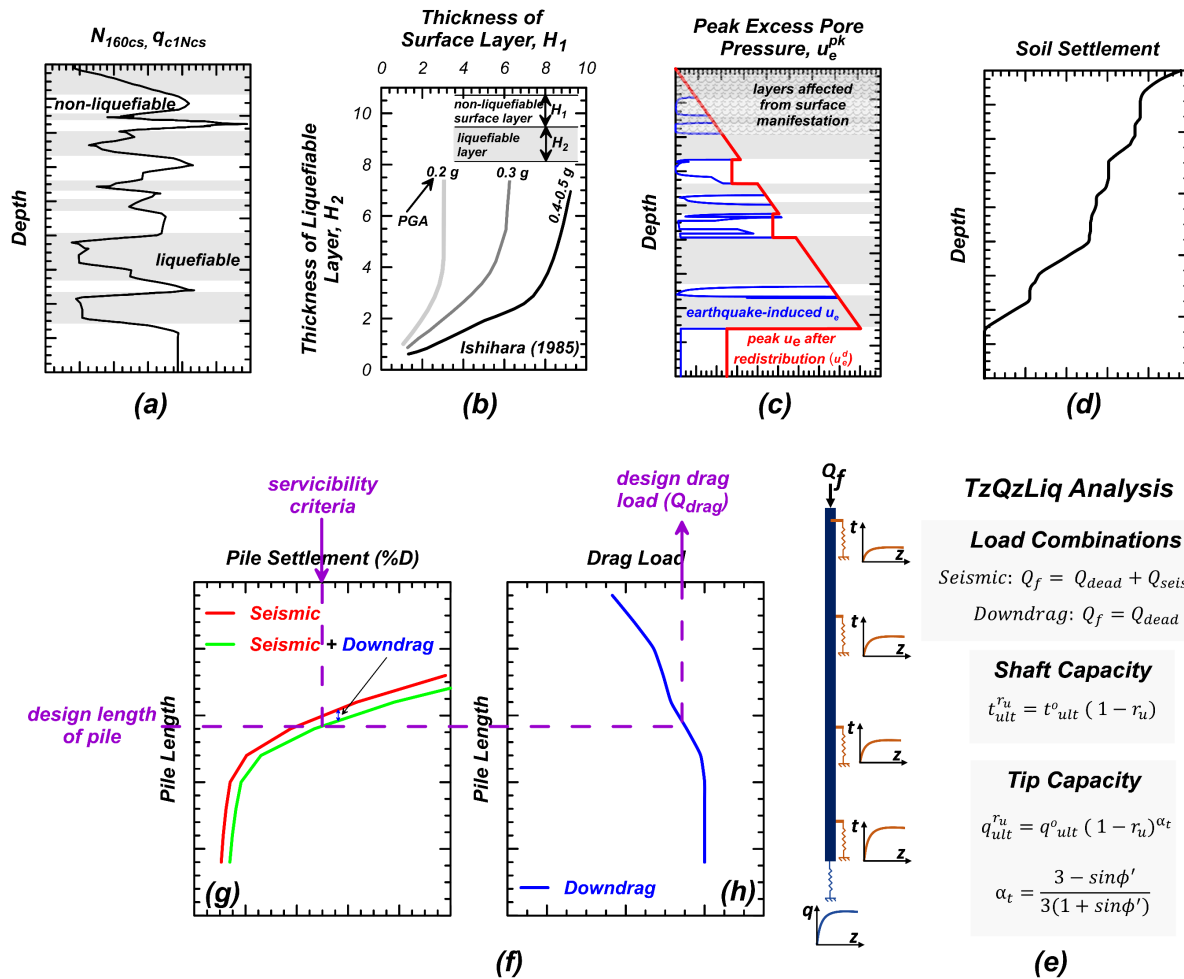 N160cs, qc1Ncs
non-liquefiable
liquefiable
Depth
(a)
Thickness of
Surface Layer, H1
0 2 4 6 8 10
10
8
6
4
2
0
Thickness of Liquefiable
Layer, H2
non-liquefiable
surface layer
H1
liquefiable
layer
H2
0.2 g
0.3 g
0.4-0.5 g
PGA
Ishihara (1985)
(b)
Peak Excess Pore
Pressure, u_e^pk
layers affected
from surface
manifestation
earthquake-induced ue
peak ue after
redistribution (u_e^d)
Depth
(c)
Soil Settlement
Depth
(d)
servicibility
criteria
Pile Settlement (%D)
Seismic
Seismic + Downdrag
design length
of pile
Pile Length
(g)
design drag
load (Qdrag)
Drag Load
Pile Length
Downdrag
(h)
(f)
Qf
t
z
t
z
t
z
t
z
q
z
TzQzLiq Analysis
Load Combinations
Seismic: Qf = Qdead + Qseis
Downdrag: Qf = Qdead
Shaft Capacity
t_ult^ru = t^o_ult (1 − ru)
Tip Capacity
q_ult^ru = q^o_ult (1 − ru)^αt
αt = 3 − sinϕ′ / 3(1 + sinϕ′)
(e)